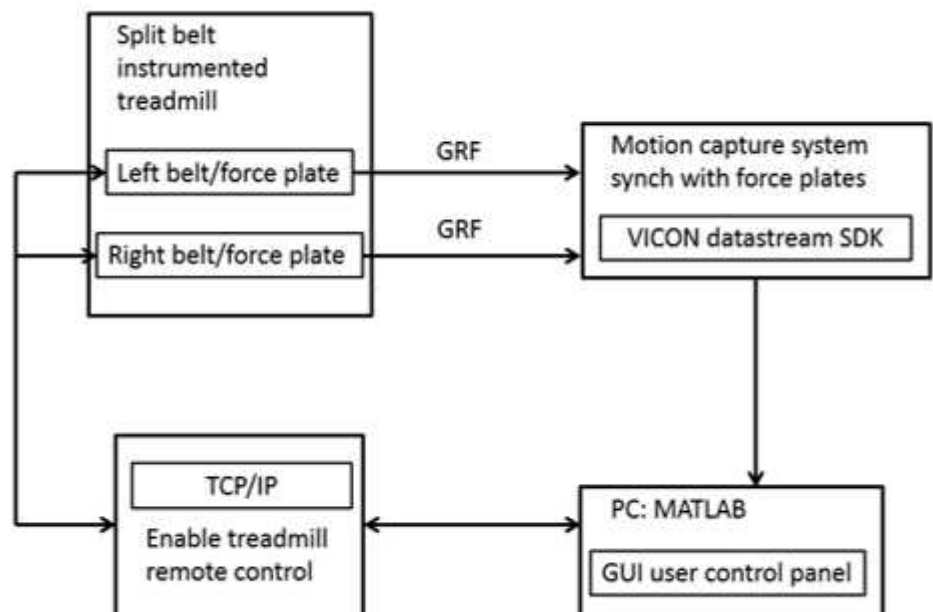 Split belt
instrumented
treadmill
Left belt/force plate
Right belt/force plate
GRF
GRF
Motion capture system
synch with force plates
VICON datastream SDK
TCP/IP
Enable treadmill
remote control
PC: MATLAB
GUI user control panel